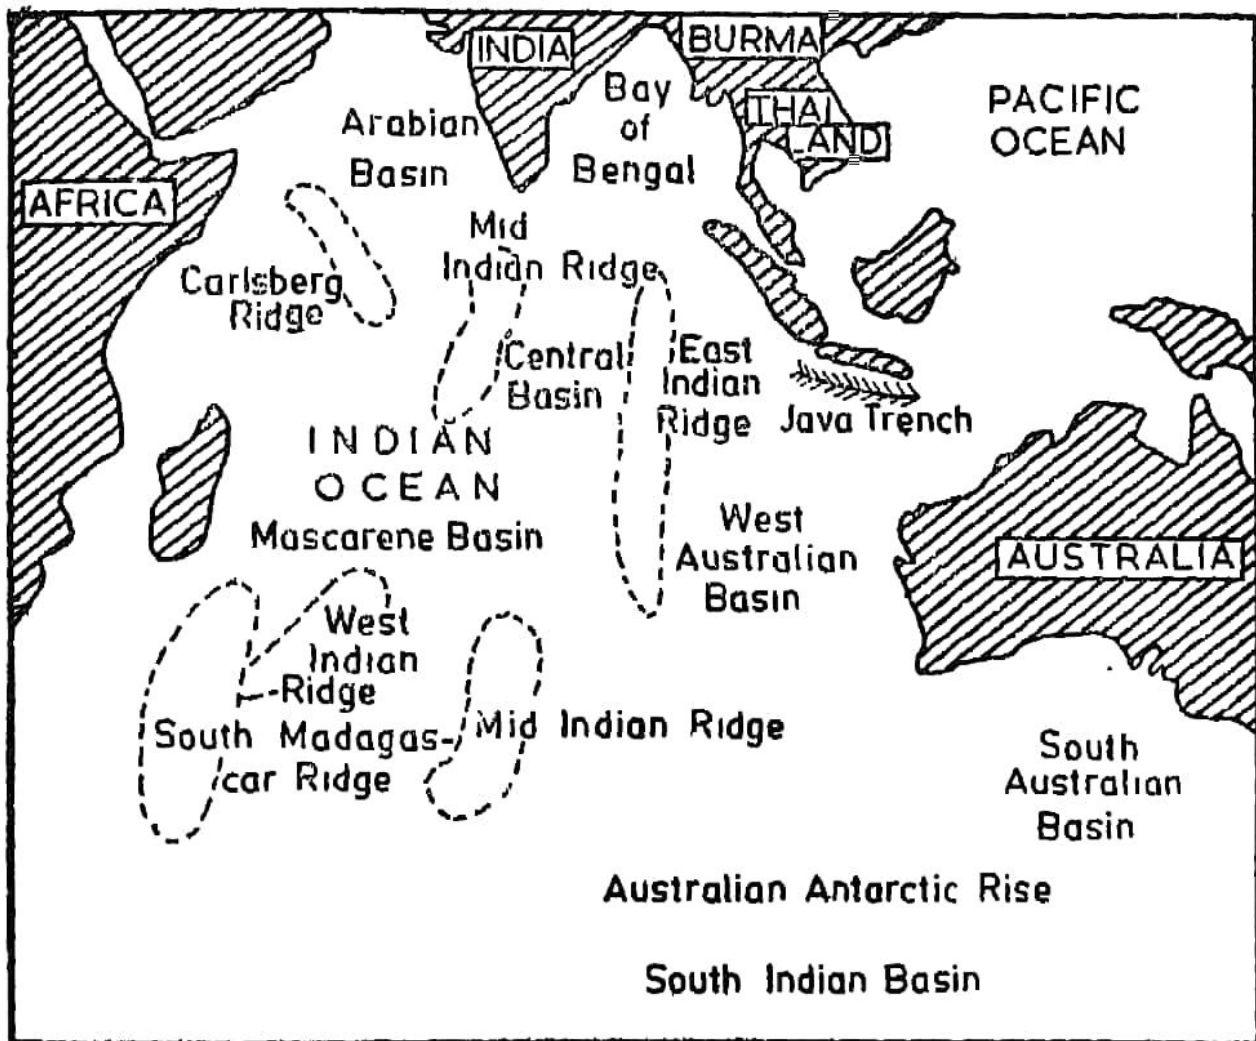 INDIA
BURMA
Bay
of
Bengal
THAI
LAND
PACIFIC
OCEAN
Arabian
Basin
AFRICA
Mid
Indian Ridge
Carlsberg
Ridge
Central
Basin
East
Indian
Ridge
Java Trench
INDIAN
OCEAN
Mascarene Basin
West
Australian
Basin
AUSTRALIA
West
Indian
Ridge
South Madagas-
car Ridge
Mid Indian Ridge
South
Australian
Basin
Australian Antarctic Rise
South Indian Basin